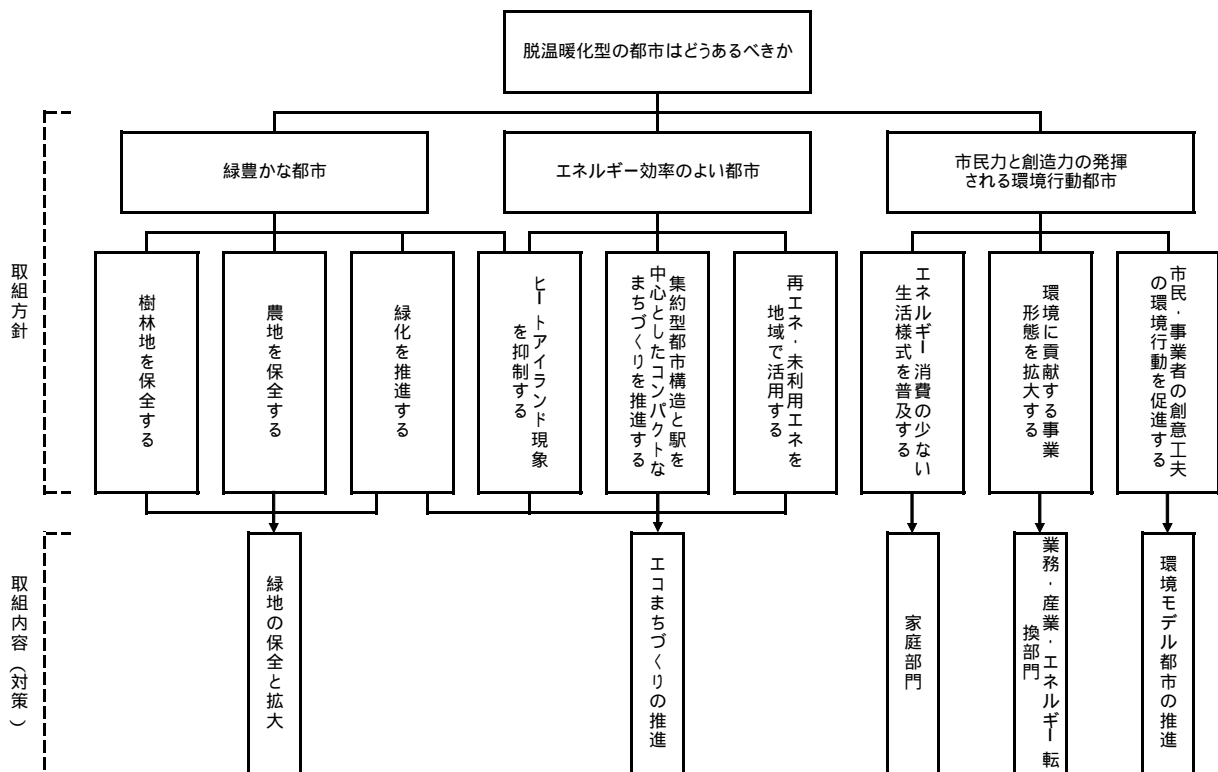 脱温暖化型の都市はどうあるべきか
緑豊かな都市
エネルギー効率のよい都市
市民力と創造力の発揮
される環境行動都市
取組方針
樹林地を保全する
農地を保全する
緑化を推進する
ヒートアイランド現象
を抑制する
集約型都市構造と駅を
中心としたコンパクトな
まちづくりを推進する
再エネ・未利用エネを
地域で活用する
エネルギー消費の少ない
生活様式を普及する
環境に貢献する事業
形態を拡大する
市民・事業者の創意工夫
の環境行動を促進する
取組内容(対策)
緑地の保全と拡大
エコまちづくりの推進
家庭部門
業務・産業・エネルギー転
換部門
環境モデル都市の推進